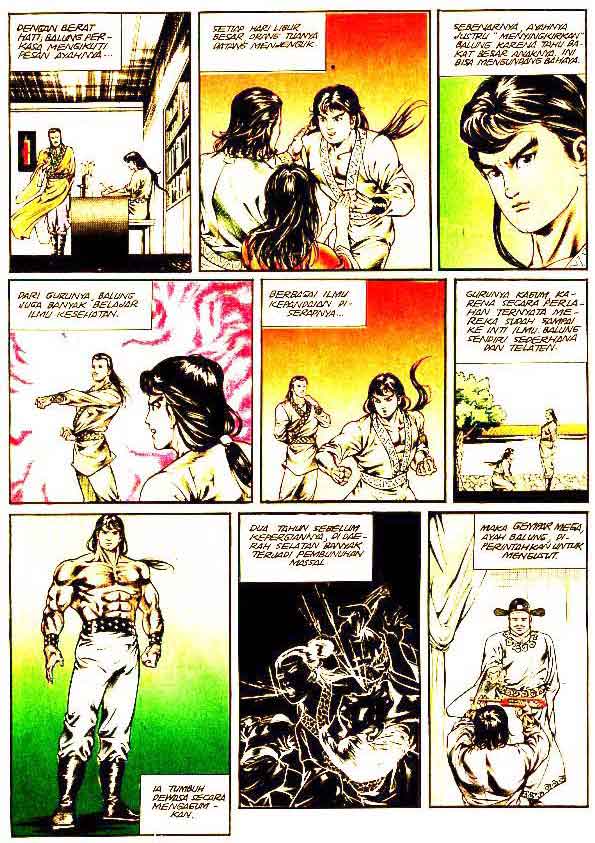 DENGAN BERAT
HATI, BALUNG PER-
KASA MENGIKUTI
PESAN AYAHNYA...
SETIAP HARI LIBUR
BESAR ORANG TUANYA
DATANG MENJENGUK.
SEBENARNYA, AYAHNYA
JUSTRU "MENYINGKIRKAN"
BALUNG KARENA TAHU BA-
KAT BESAR ANAKNYA. INI
BISA MENGUNDANG BAHAYA.
DARI GURUNYA, BALUNG
JUGA BANYAK BELAJAR
ILMU KESEHATAN.
BERBAGAI ILMU
KEPANDAIAN DI-
SERAPNYA...
GURUNYA KAGUM KA-
RENA SECARA PERLA-
HAN TERNYATA ME-
REKA SUDAH SAMPAI
KE INTI ILMU. BALUNG
SENDIRI SEDERHANA
DAN TELATEN.
IA TUMBUH
DEWASA SECARA
MENGAGUM-
KAN.
DUA TAHUN SEBELUM
KEPERGIANNYA, DI DAE-
RAH SELATAN BANYAK
TERJADI PEMBUNUHAN
MASSAL
MAKA GEMPAR MEGA,
AYAH BALUNG, DI-
PERINTAHKAN UNTUK
MENGUSUT.